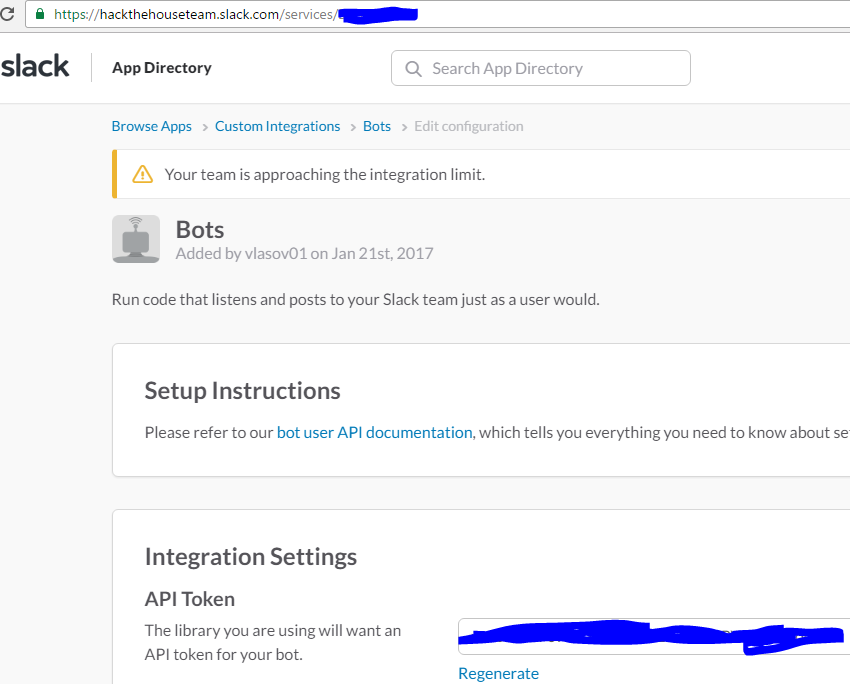 https://hackthehouseteam.slack.com/services/
slack App Directory Search App Directory
Browse Apps > Custom Integrations > Bots > Edit configuration
Your team is approaching the integration limit.
Bots
Added by vlasov01 on Jan 21st, 2017
Run code that listens and posts to your Slack team just as a user would.
Setup Instructions
Please refer to our bot user API documentation, which tells you everything you need to know about se
Integration Settings
API Token
The library you are using will want an
API token for your bot.
Regenerate